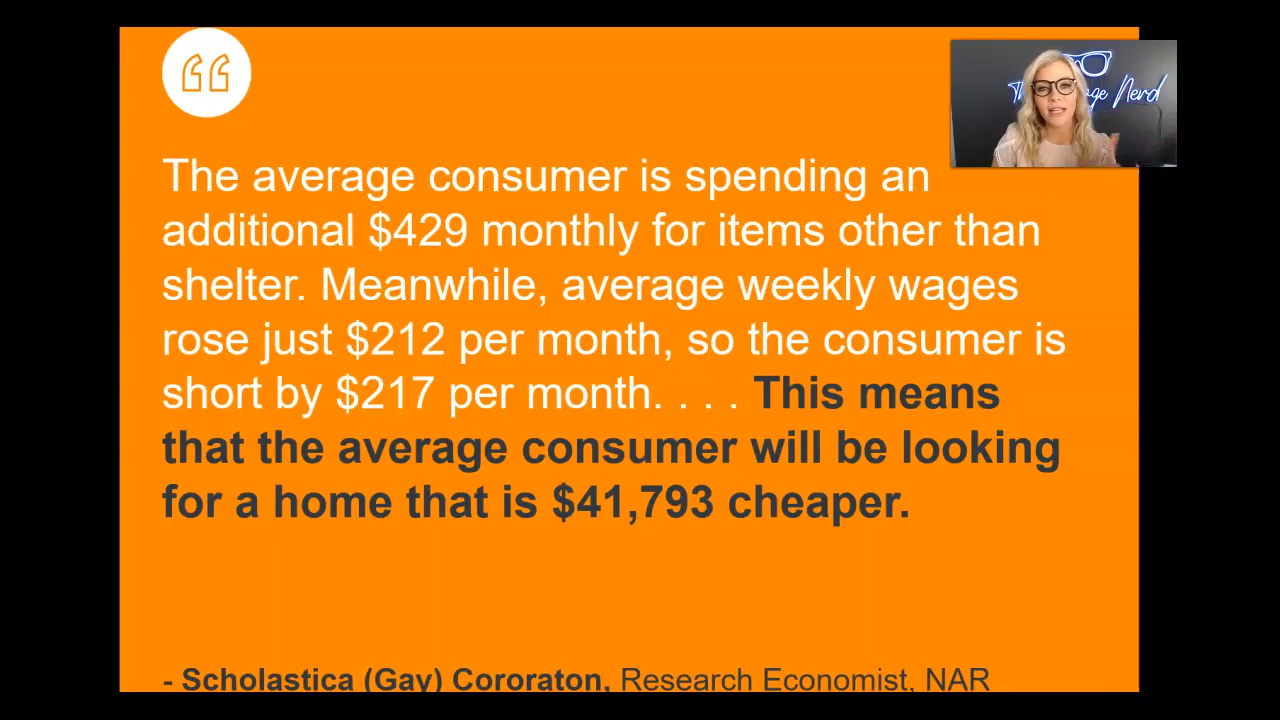 The average consumer is spending an
additional $429 monthly for items other than
shelter. Meanwhile, average weekly wages
rose just $212 per month, so the consumer is
short by $217 per month. . . . This means
that the average consumer will be looking
for a home that is $41,793 cheaper.
- Scholastica (Gay) Cororaton, Research Economist, NAR
Nerd